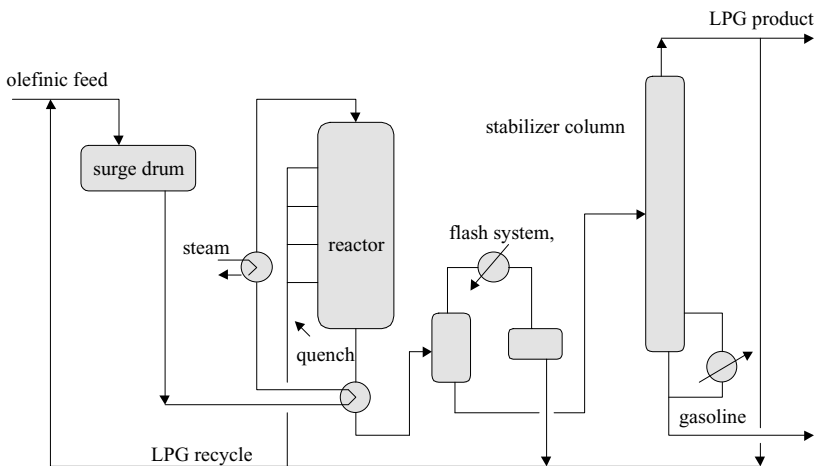 LPG product
olefinic feed
stabilizer column
surge drum
flash system,
steam
reactor
quench
gasoline
LPG recycle